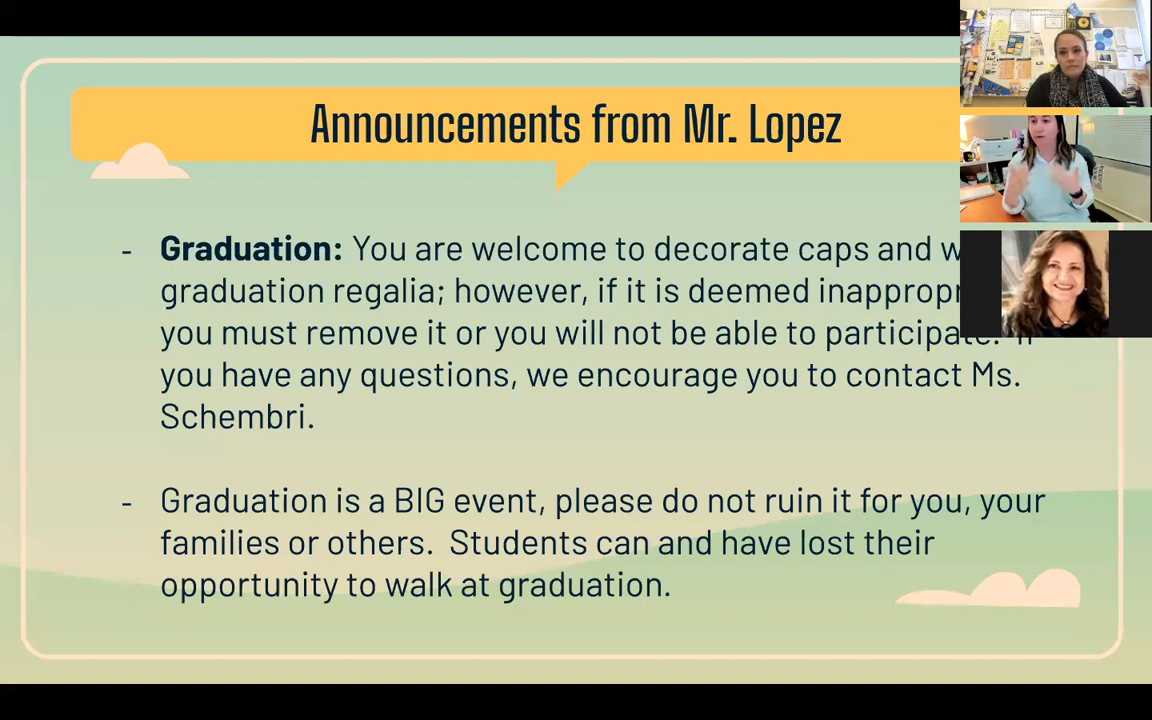 Announcements from Mr. Lopez
- Graduation: You are welcome to decorate caps and
graduation regalia; however, if it is deemed
you must remove it or you will not be able to participate.
you have any questions, we encourage you to contact Ms.
Schembri.
- Graduation is a BIG event, please do not ruin it for you, your
families or others. Students can and have lost their
opportunity to walk at graduation.